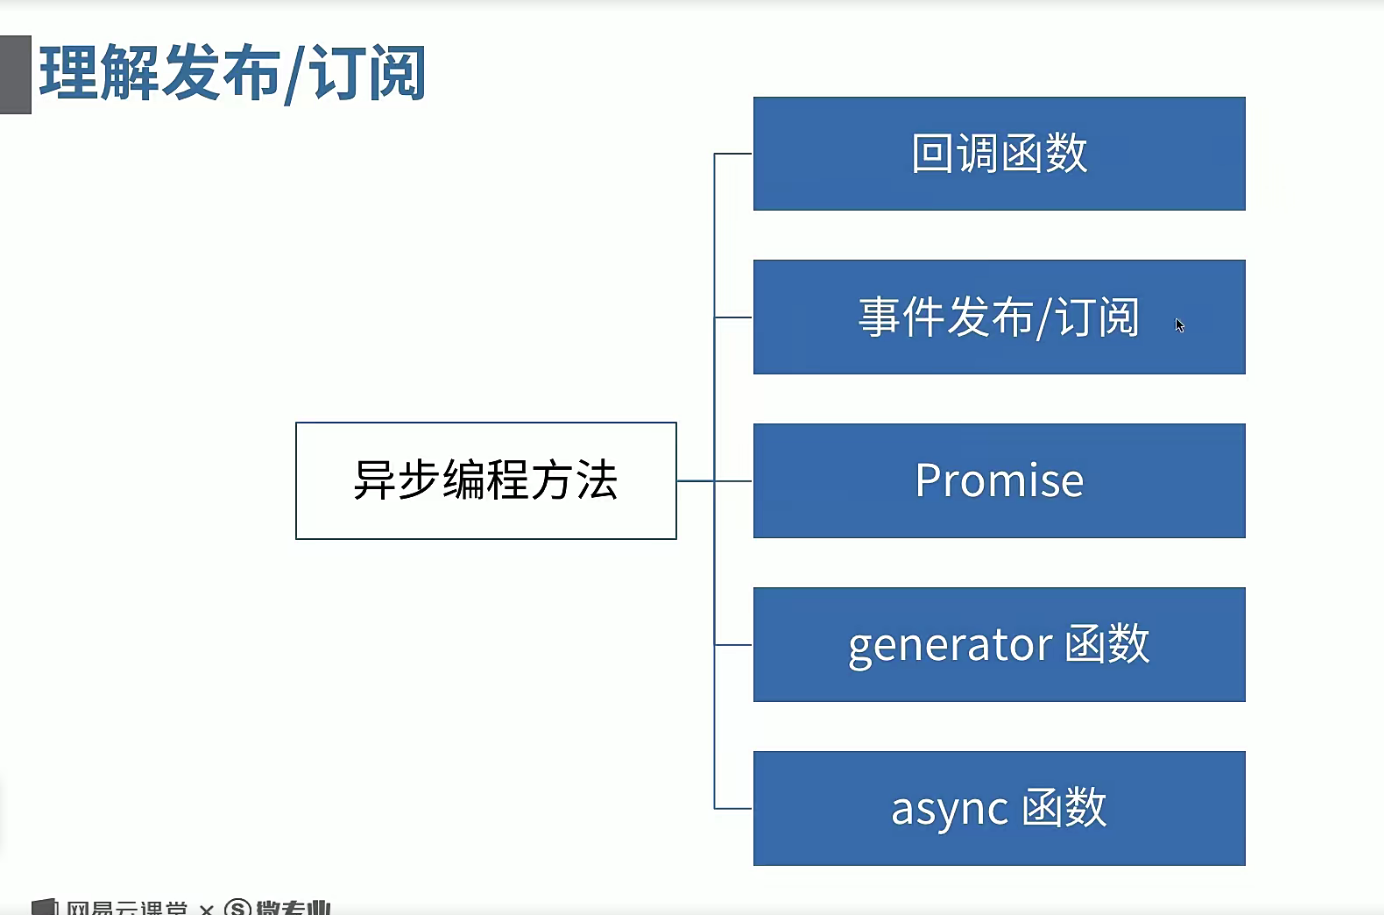 理解发布/订阅
回调函数
事件发布/订阅
异步编程方法
Promise
generator 函数
async 函数
网易云课堂 × S 微专业